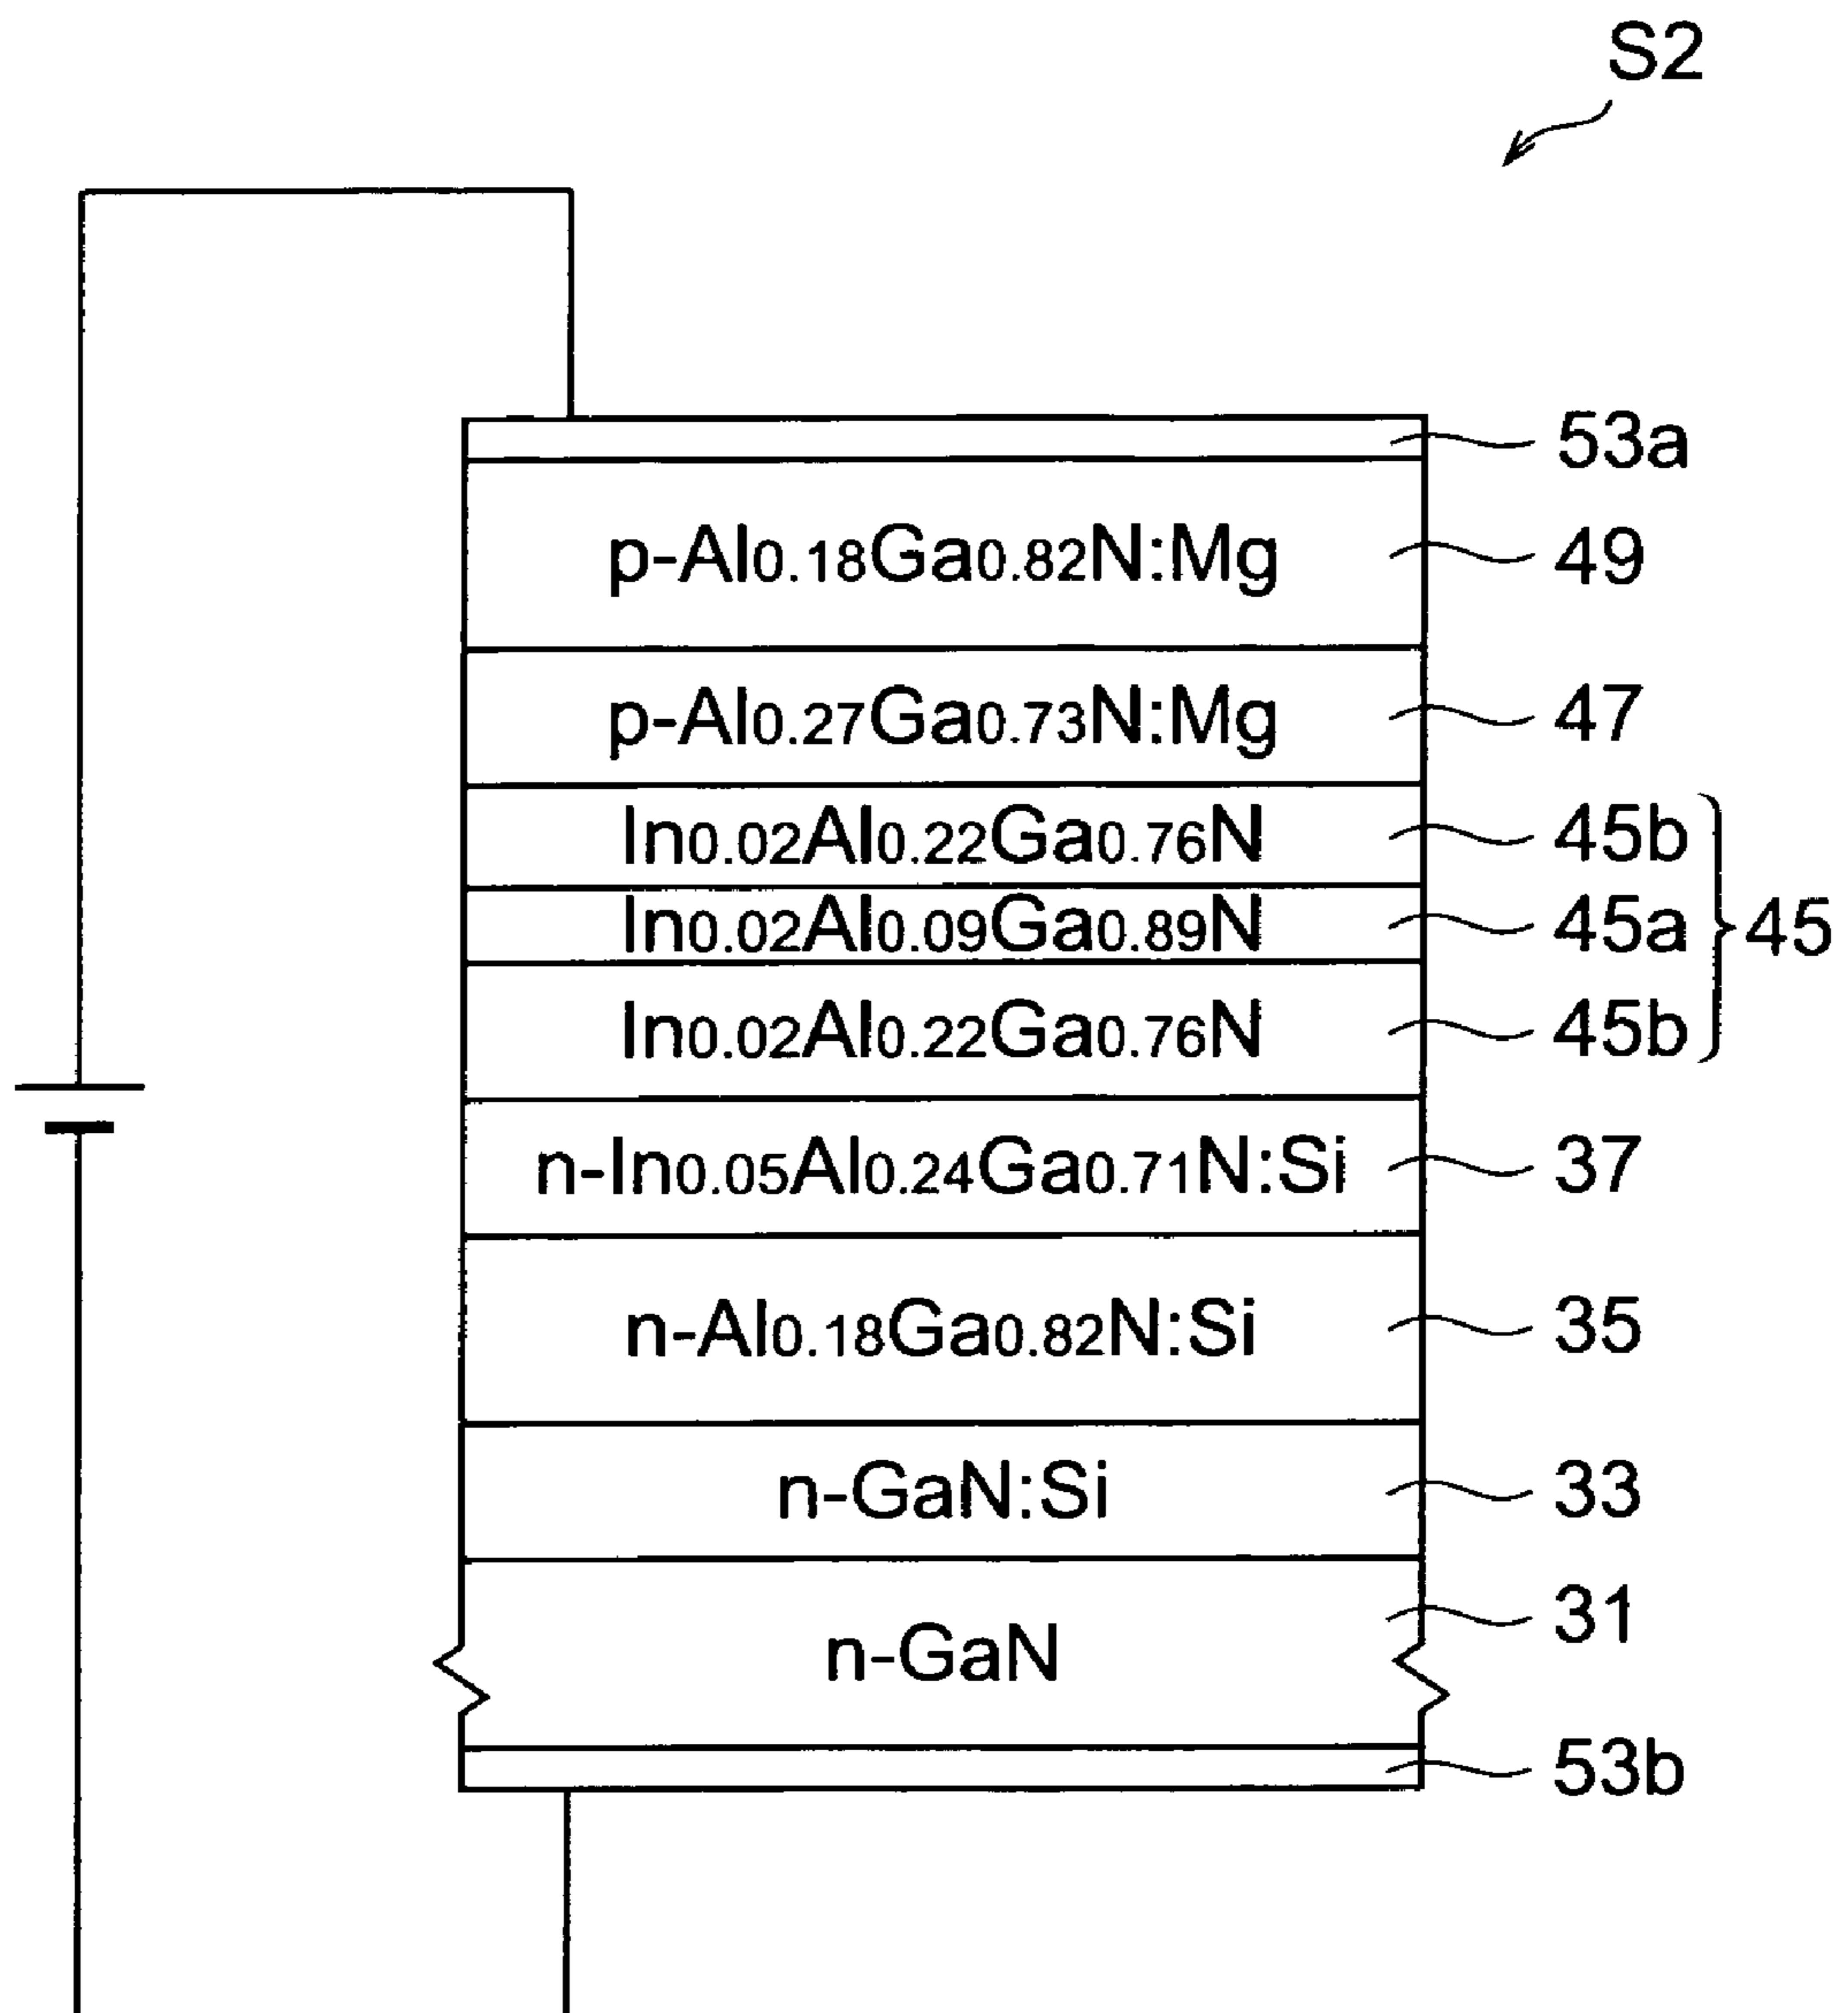 S2
53a
p-Al0.18Ga0.82N:Mg 49
p-Al0.27Ga0.73N:Mg 47
In0.02Al0.22Ga0.76N 45b
In0.02Al0.09Ga0.89N 45a 45
In0.02Al0.22Ga0.76N 45b
n-In0.05Al0.24Ga0.71N:Si 37
n-Al0.18Ga0.82N:Si 35
n-GaN:Si 33
n-GaN 31
53b